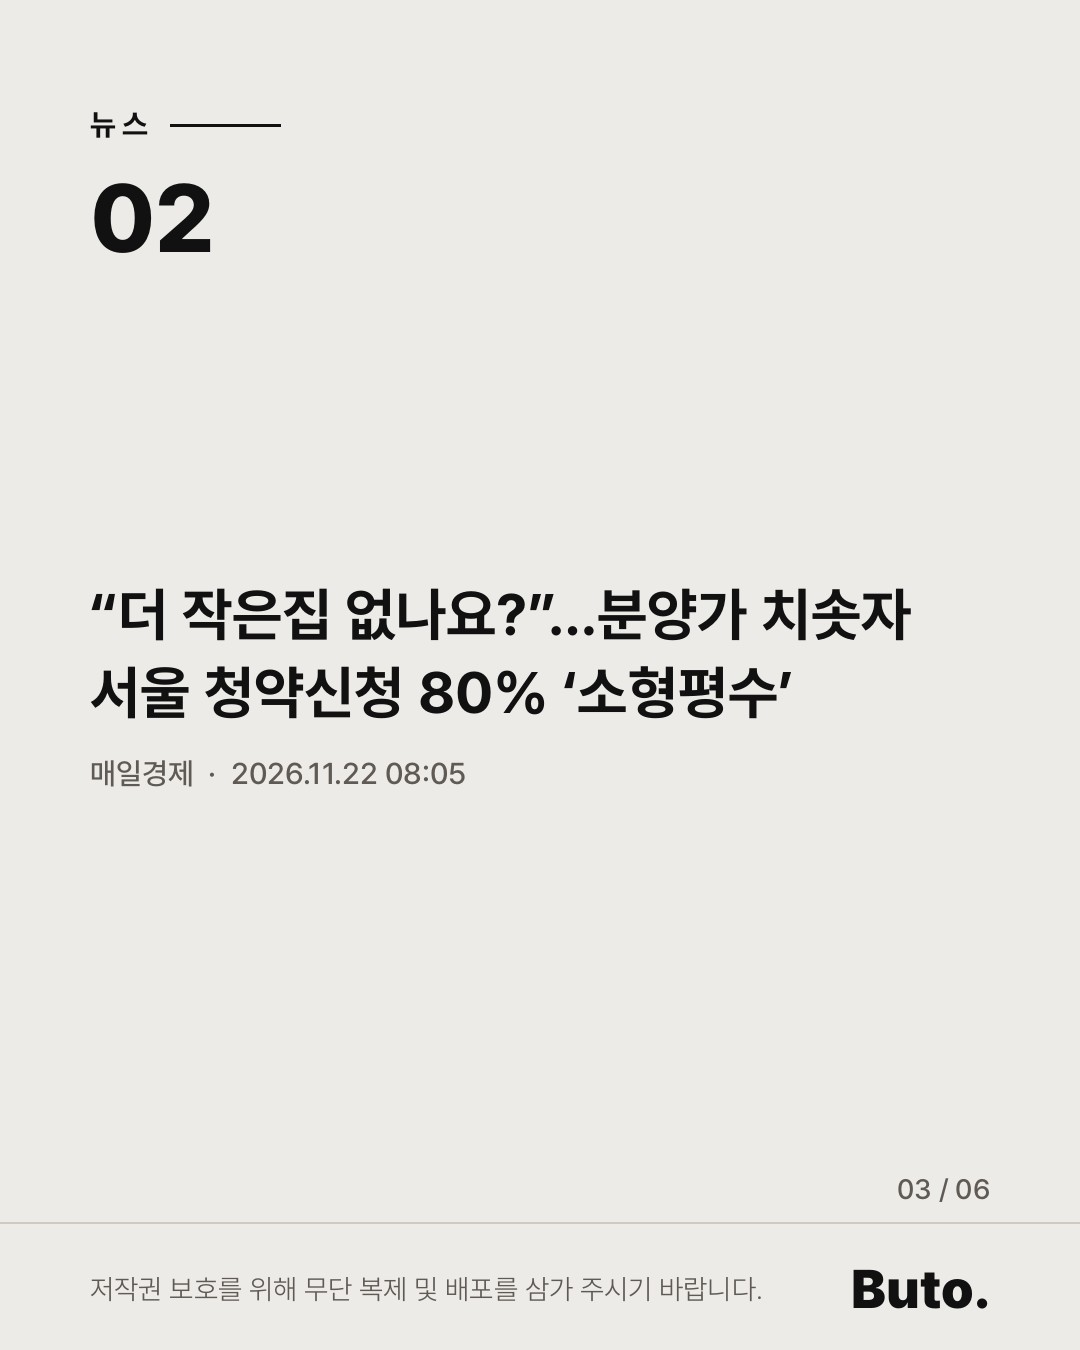 뉴스
02
“더 작은집 없나요?”...분양가 치솟자
서울 청약신청 80% ‘소형평수’
매일경제 · 2026.11.22 08:05
03 / 06
저작권 보호를 위해 무단 복제 및 배포를 삼가 주시기 바랍니다.
Buto.